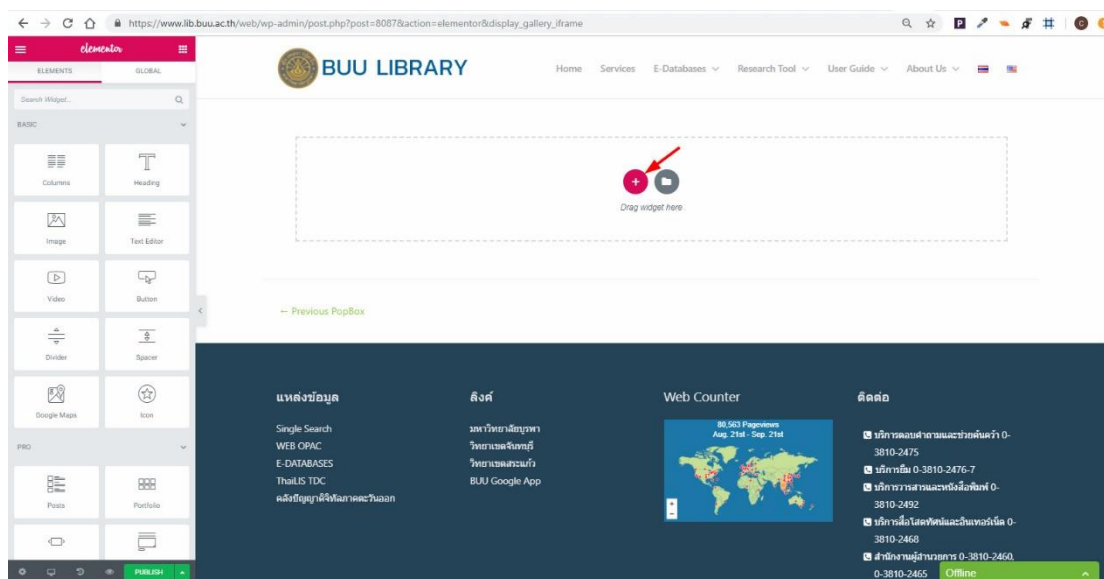 https://www.lib.buu.ac.th/web/wp-admin/post.php?post=8087&action=elementor&display_gallery_iframe
elementor
ELEMENTS GLOBAL
Search Widget...
BASIC
Columns Heading
Image Text Editor
Video Button
Divider Spacer
Google Maps Icon
PRO
Posts Portfolio
PUBLISH
BUU LIBRARY
Home Services E-Databases Research Tool User Guide About Us
Drag widget here
← Previous PopBox
แหล่งข้อมูล
Single Search
WEB OPAC
E-DATABASES
ThaiLIS TDC
คลังปัญญาดิจิทัลภาคตะวันออก
ลิงค์
มหาวิทยาลัยบูรพา
วิทยาเขตจันทบุรี
วิทยาเขตสระแก้ว
BUU Google App
Web Counter
80,563 Pageviews
Aug. 21st - Sep. 21st
ติดต่อ
บริการตอบคำถามและช่วยค้นคว้า 0-
3810-2475
บริการยืม 0-3810-2476-7
บริการวารสารและหนังสือพิมพ์ 0-
3810-2492
บริการสื่อโสตทัศน์และอินเทอร์เน็ต 0-
3810-2468
สำนักงานผู้อำนวยการ 0-3810-2460,
0-3810-2465
Offline